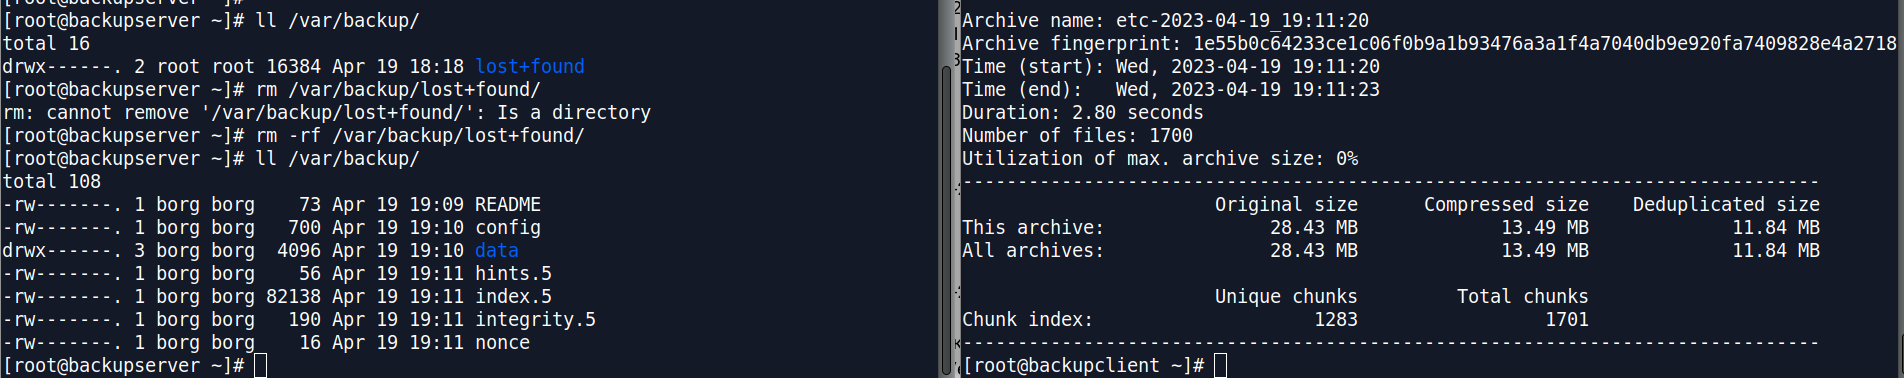 [root@backupserver ~]# ll /var/backup/
total 16
drwx------. 2 root root 16384 Apr 19 18:18 lost+found
[root@backupserver ~]# rm /var/backup/lost+found/
rm: cannot remove '/var/backup/lost+found/': Is a directory
[root@backupserver ~]# rm -rf /var/backup/lost+found/
[root@backupserver ~]# ll /var/backup/
total 108
-rw-------. 1 borg borg    73 Apr 19 19:09 README
-rw-------. 1 borg borg   700 Apr 19 19:10 config
drwx------. 3 borg borg  4096 Apr 19 19:10 data
-rw-------. 1 borg borg    56 Apr 19 19:11 hints.5
-rw-------. 1 borg borg 82138 Apr 19 19:11 index.5
-rw-------. 1 borg borg   190 Apr 19 19:11 integrity.5
-rw-------. 1 borg borg    16 Apr 19 19:11 nonce
[root@backupserver ~]#
Archive name: etc-2023-04-19_19:11:20
Archive fingerprint: 1e55b0c64233ce1c06f0b9a1b93476a3a1f4a7040db9e920fa7409828e4a2718
Time (start): Wed, 2023-04-19 19:11:20
Time (end):   Wed, 2023-04-19 19:11:23
Duration: 2.80 seconds
Number of files: 1700
Utilization of max. archive size: 0%
------------------------------------------------------------------------------
                       Original size      Compressed size    Deduplicated size
This archive:               28.43 MB             13.49 MB             11.84 MB
All archives:               28.43 MB             13.49 MB             11.84 MB
                       Unique chunks         Total chunks
Chunk index:                    1283                 1701
------------------------------------------------------------------------------
[root@backupclient ~]#